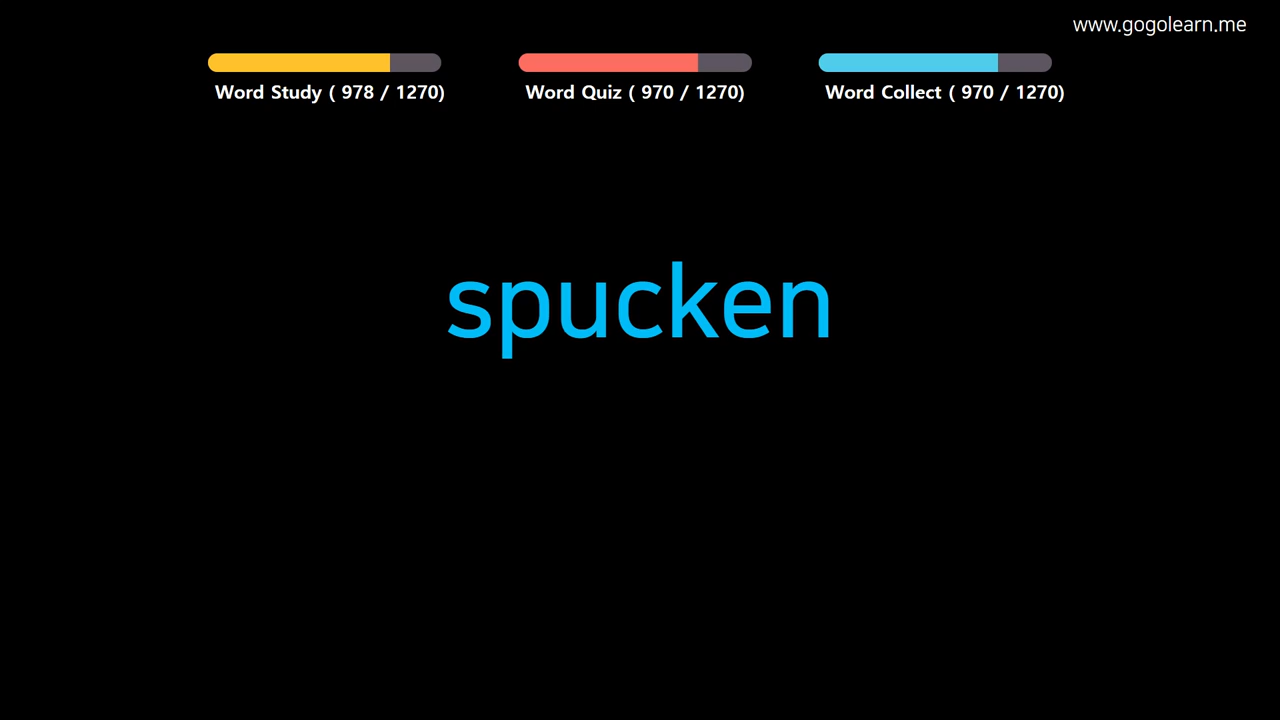 www.gogolearn.me
Word Study ( 978 / 1270)
Word Quiz ( 970 / 1270)
Word Collect ( 970 / 1270)
spucken